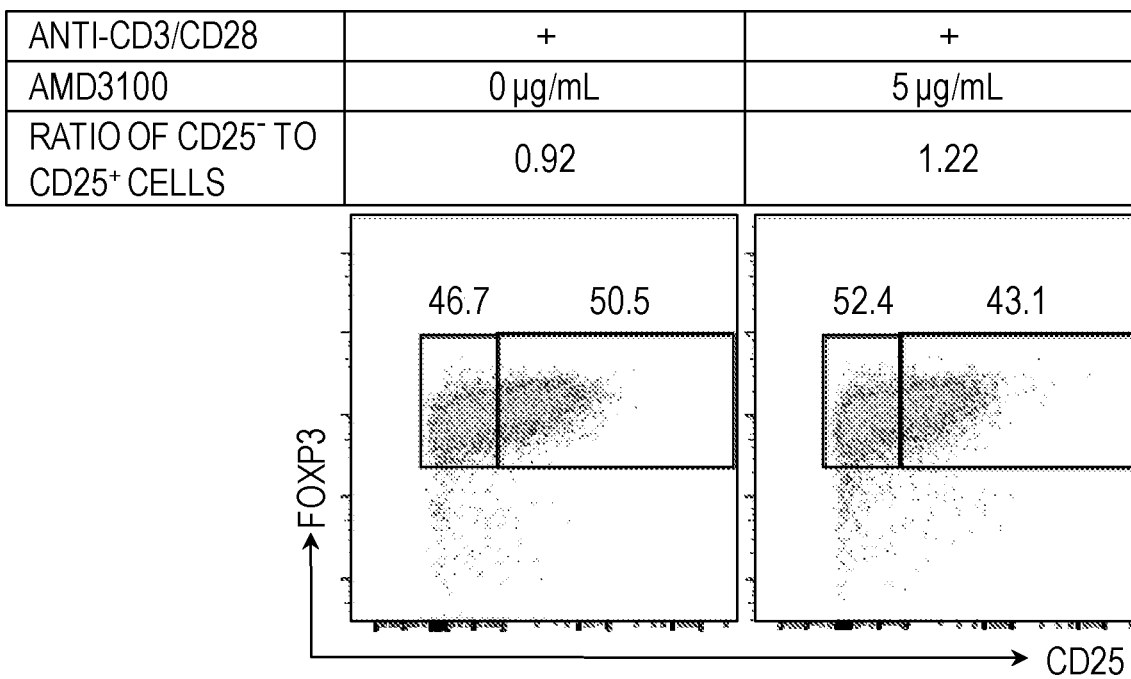 ANTI-CD3/CD28 + +
AMD3100 0 µg/mL 5 µg/mL
RATIO OF CD25⁻ TO
CD25⁺ CELLS 0.92 1.22
46.7 50.5 52.4 43.1
FOXP3
CD25